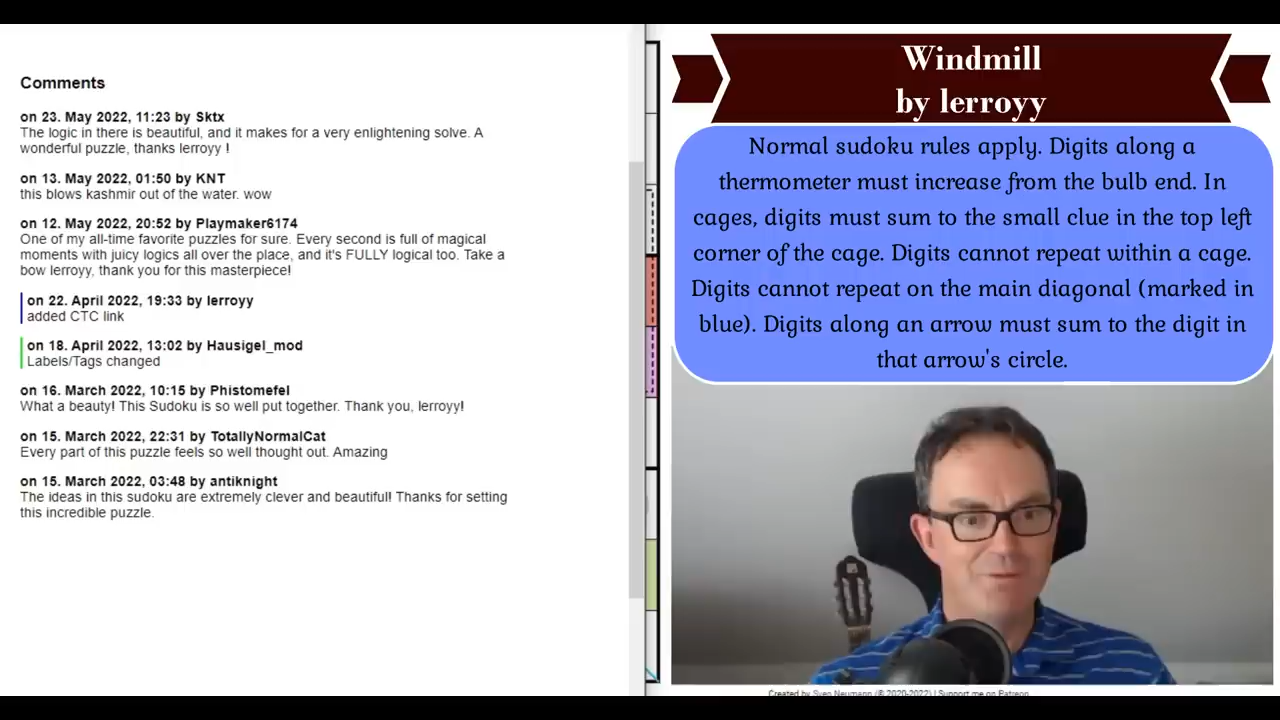 Comments
on 23. May 2022, 11:23 by Sktx
The logic in there is beautiful, and it makes for a very enlightening solve. A
wonderful puzzle, thanks lerroyy !
on 13. May 2022, 01:50 by KNT
this blows kashmir out of the water. wow
on 12. May 2022, 20:52 by Playmaker6174
One of my all-time favorite puzzles for sure. Every second is full of magical
moments with juicy logics all over the place, and it's FULLY logical too. Take a
bow lerroyy, thank you for this masterpiece!
on 22. April 2022, 19:33 by lerroyy
added CTC link
on 18. April 2022, 13:02 by Hausigel_mod
Labels/Tags changed
on 16. March 2022, 10:15 by Phistomefel
What a beauty! This Sudoku is so well put together. Thank you, lerroyy!
on 15. March 2022, 22:31 by TotallyNormalCat
Every part of this puzzle feels so well thought out. Amazing
on 15. March 2022, 03:48 by antiknight
The ideas in this sudoku are extremely clever and beautiful! Thanks for setting
this incredible puzzle.
Windmill
by lerroyy
Normal sudoku rules apply. Digits along a
thermometer must increase from the bulb end. In
cages, digits must sum to the small clue in the top left
corner of the cage. Digits cannot repeat within a cage.
Digits cannot repeat on the main diagonal (marked in
blue). Digits along an arrow must sum to the digit in
that arrow's circle.
Created by Sven Neumann (© 2020-2022) | Support me on Patreon